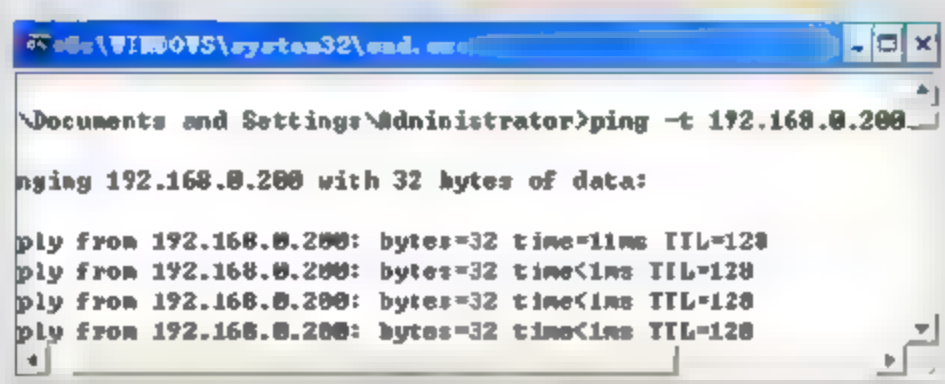 \WINDOWS\system32\cmd.exe
\Documents and Settings\Administrator>ping -t 192.168.0.200
nging 192.168.0.200 with 32 bytes of data:
ply from 192.168.0.200: bytes=32 time=11ms TTL=128
ply from 192.168.0.200: bytes=32 time<1ms TTL=128
ply from 192.168.0.200: bytes=32 time<1ms TTL=128
ply from 192.168.0.200: bytes=32 time<1ms TTL=128